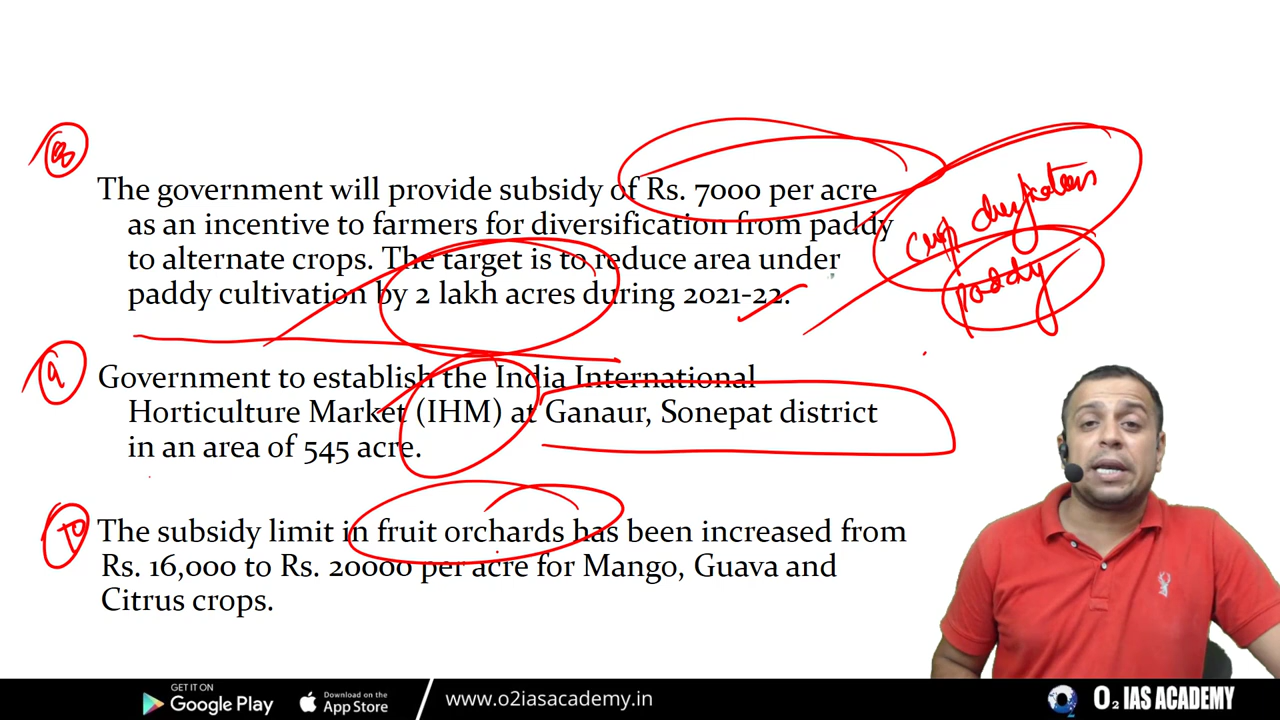 8
The government will provide subsidy of Rs. 7000 per acre
as an incentive to farmers for diversification from paddy
to alternate crops. The target is to reduce area under
paddy cultivation by 2 lakh acres during 2021-22.
crop
paddy
9
Government to establish the India International
Horticulture Market (IHM) at Ganaur, Sonepat district
in an area of 545 acre.
10
The subsidy limit in fruit orchards has been increased from
Rs. 16,000 to Rs. 20000 per acre for Mango, Guava and
Citrus crops.
GET IT ON
Google Play
Download on the
App Store
www.o2iasacademy.in
O2 IAS ACADEMY